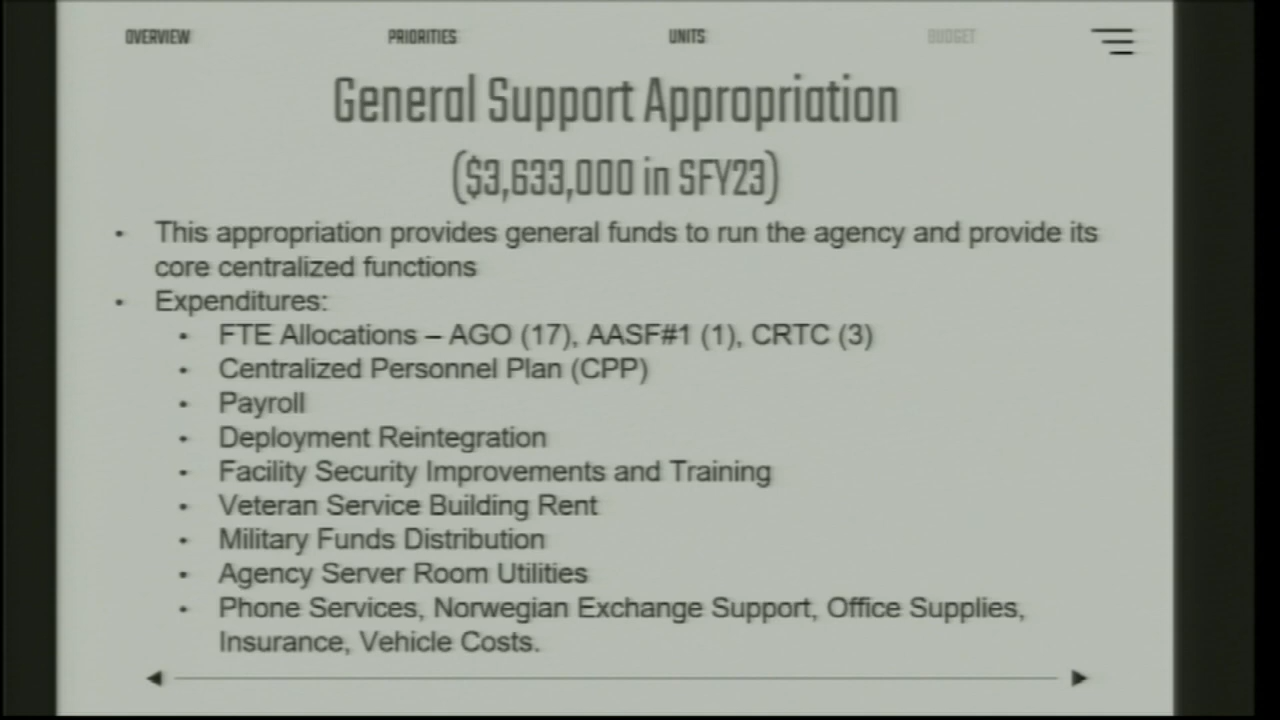 OVERVIEW PRIORITIES UNITS BUDGET
General Support Appropriation
($3,633,000 in SFY23)
• This appropriation provides general funds to run the agency and provide its
core centralized functions
• Expenditures:
• FTE Allocations – AGO (17), AASF#1 (1), CRTC (3)
• Centralized Personnel Plan (CPP)
• Payroll
• Deployment Reintegration
• Facility Security Improvements and Training
• Veteran Service Building Rent
• Military Funds Distribution
• Agency Server Room Utilities
• Phone Services, Norwegian Exchange Support, Office Supplies,
Insurance, Vehicle Costs.